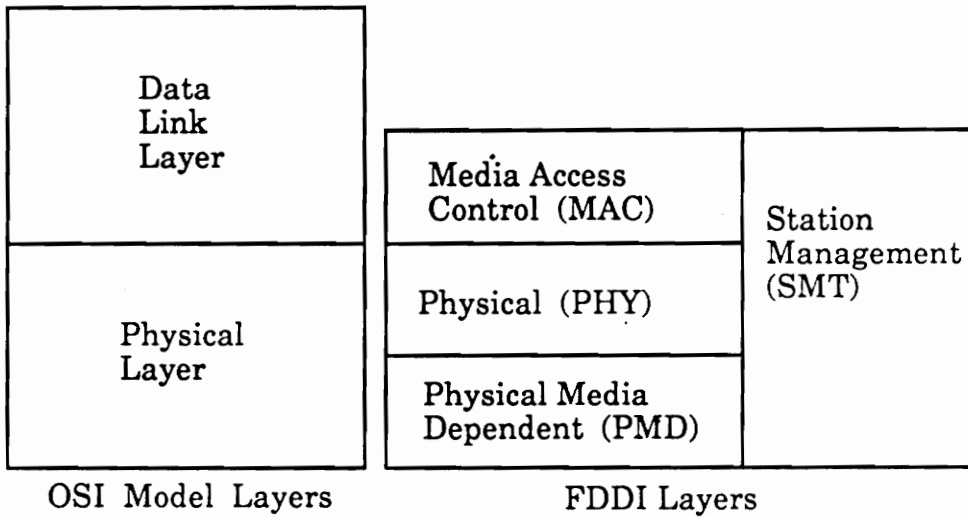 Data
Link
Layer
Physical
Layer
OSI Model Layers
Media Access
Control (MAC)
Physical (PHY)
Physical Media
Dependent (PMD)
Station
Management
(SMT)
FDDI Layers